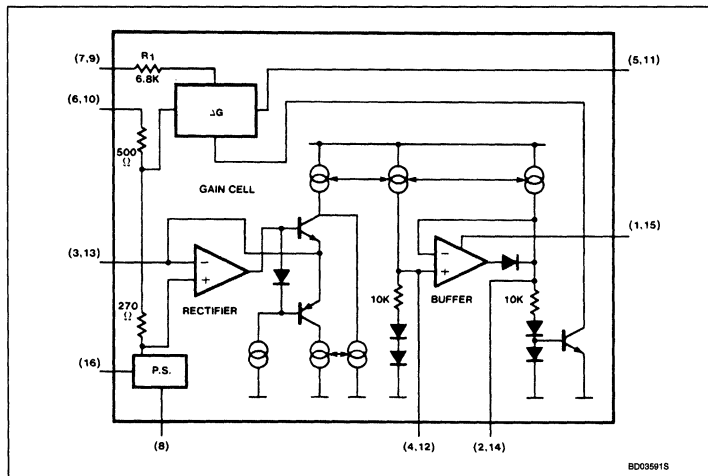 (7,9)
R1
6.8K
(5,11)
(6,10)
ΔG
500
Ω
GAIN CELL
(3,13)
(1,15)
−
+
RECTIFIER
−
+
BUFFER
10K
10K
270
Ω
(16)
P.S.
(8)
(4,12)
(2,14)
BD03591S